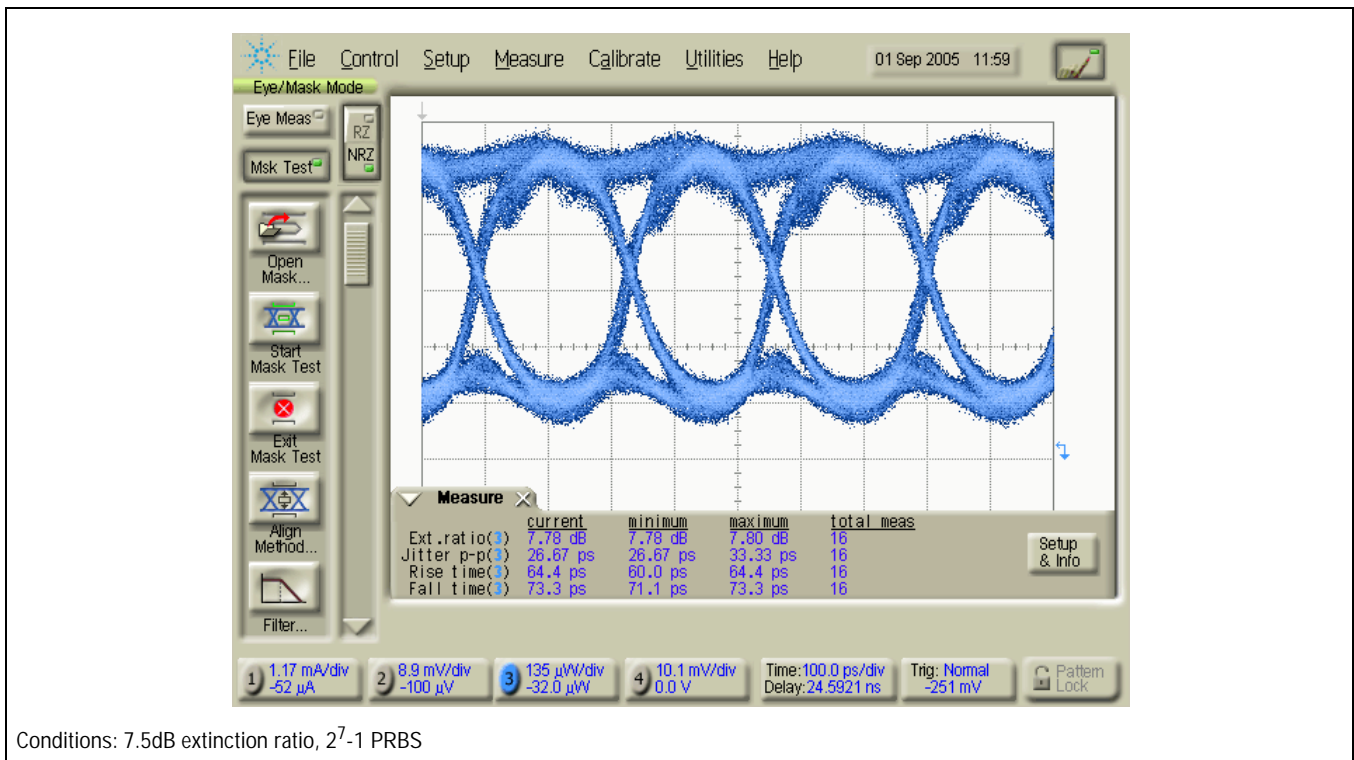 File Control Setup Measure Calibrate Utilities Help 01 Sep 2005 11:59
Eye/Mask Mode
Eye Meas
RZ
NRZ
Msk Test
Open
Mask...
Start
Mask Test
Exit
Mask Test
Align
Method...
Filter...
Measure
current minimum maximum total meas
Ext.ratio(3) 7.78 dB 7.78 dB 7.80 dB 16
Jitter p-p(3) 26.67 ps 26.67 ps 33.33 ps 16
Rise time(3) 64.4 ps 60.0 ps 64.4 ps 16
Fall time(3) 73.3 ps 71.1 ps 73.3 ps 16
Setup
& Info
1 1.17 mA/div
-52 µA
2 8.9 mV/div
-100 µV
3 135 µW/div
-32.0 µW
4 10.1 mV/div
0.0 V
Time:100.0 ps/div
Delay:24.5921 ns
Trig: Normal
-251 mV
Pattern
Lock
Conditions: 7.5dB extinction ratio, 2⁷-1 PRBS